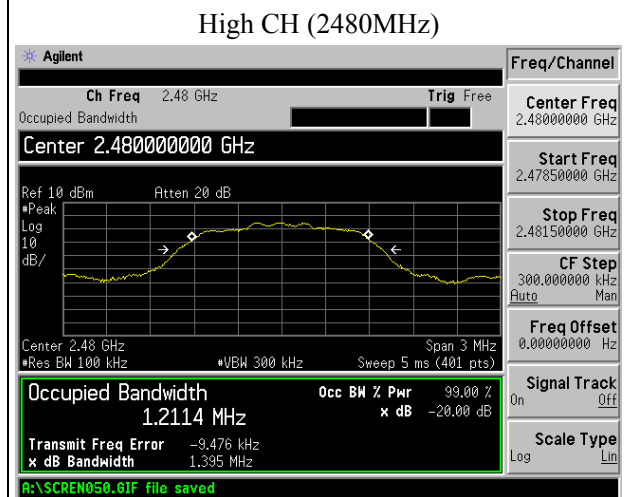 High CH (2480MHz)
Agilent
Freq/Channel
Ch Freq 2.48 GHz Trig Free
Occupied Bandwidth
Center Freq
2.48000000 GHz
Center 2.480000000 GHz
Start Freq
2.47850000 GHz
Ref 10 dBm Atten 20 dB
#Peak
Log
10
dB/
Stop Freq
2.48150000 GHz
CF Step
300.000000 kHz
Auto Man
Freq Offset
0.00000000 Hz
Center 2.48 GHz Span 3 MHz
#Res BW 100 kHz #VBW 300 kHz Sweep 5 ms (401 pts)
Signal Track
On Off
Occupied Bandwidth Occ BW % Pwr 99.00 %
1.2114 MHz x dB -20.00 dB
Scale Type
Log Lin
Transmit Freq Error -9.476 kHz
x dB Bandwidth 1.395 MHz
A:\SCREN050.GIF file saved